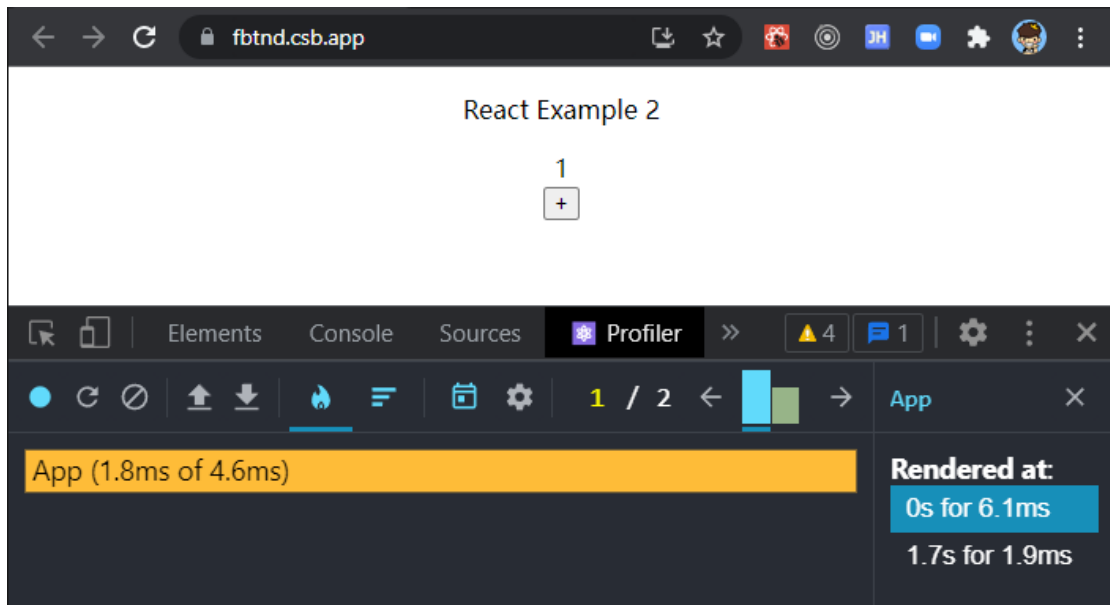 fbtnd.csb.app JH
React Example 2
1
+
Elements Console Sources Profiler » 4 1
1 / 2 App
App (1.8ms of 4.6ms)
Rendered at:
0s for 6.1ms
1.7s for 1.9ms